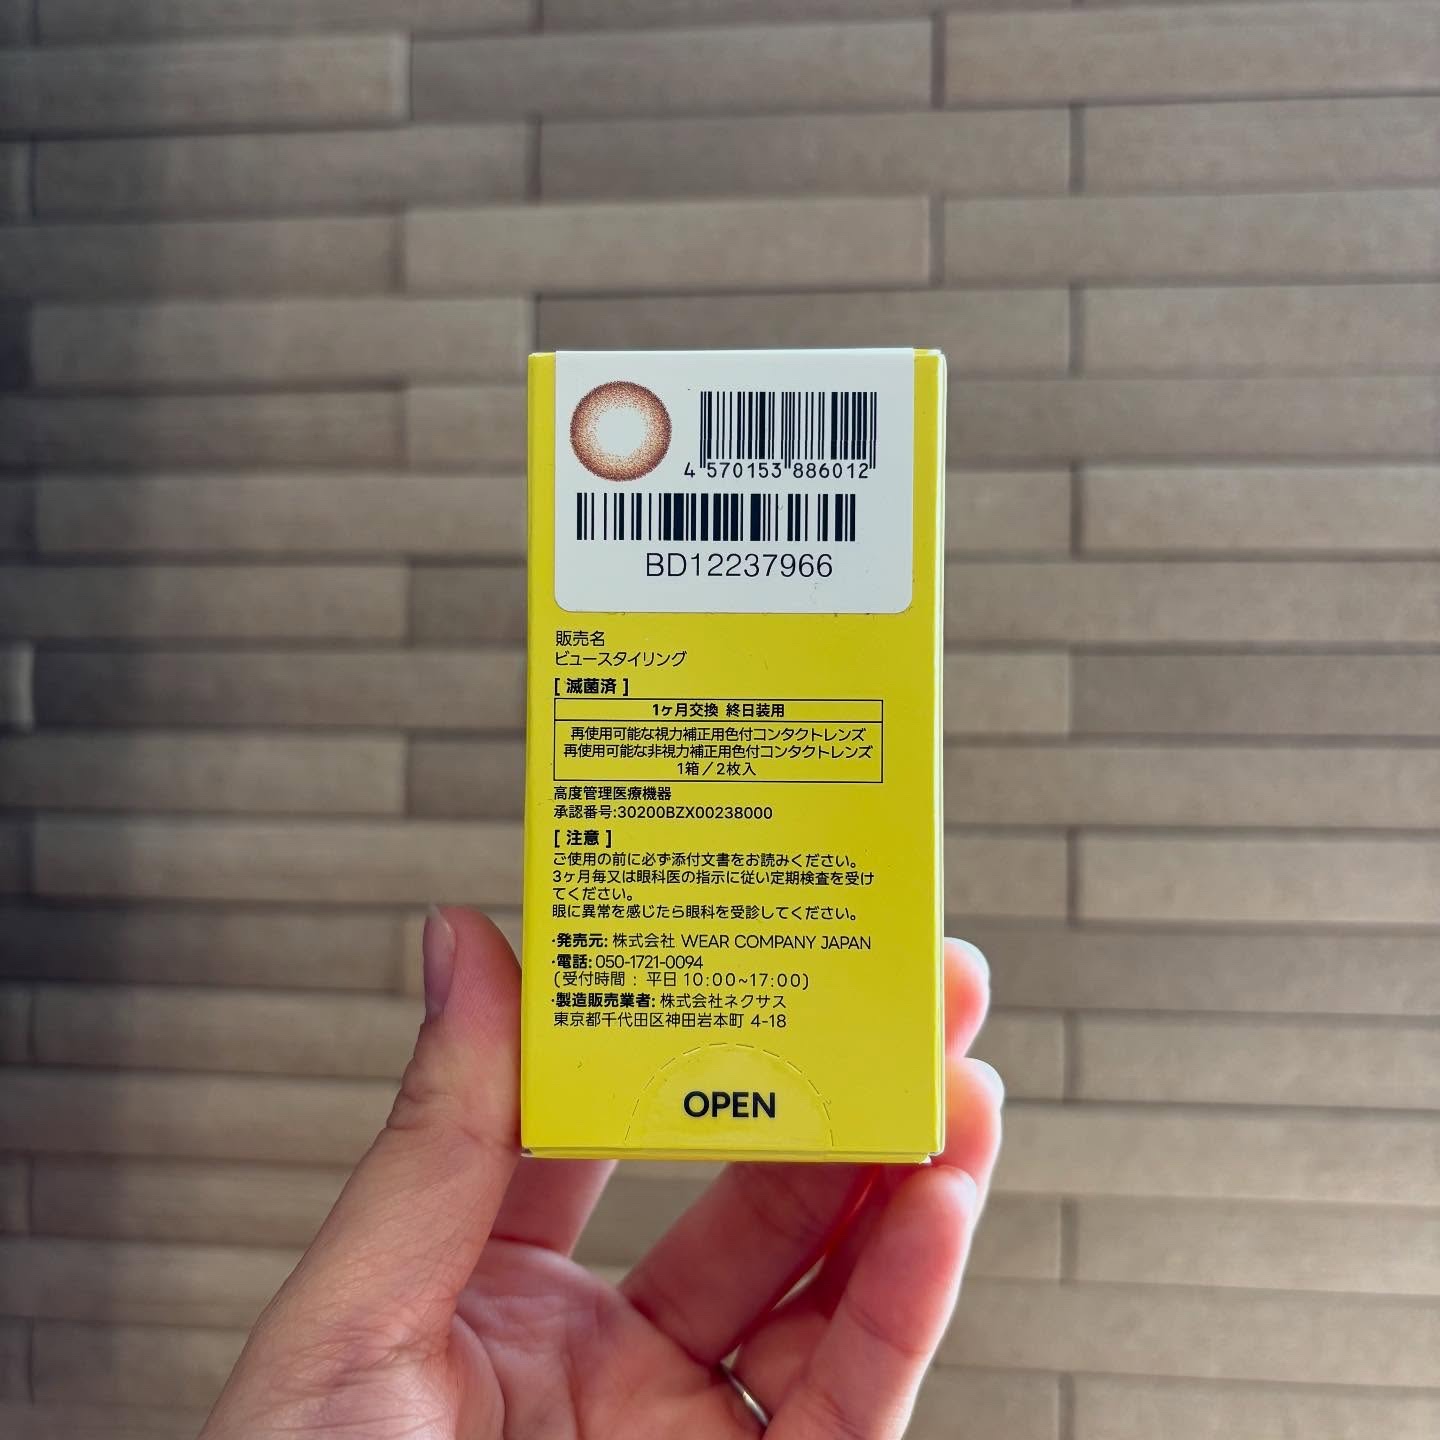 4 570153 886012
BD12237966
販売名
ビュースタイリング
[ 滅菌済 ]
1ヶ月交換 終日装用
再使用可能な視力補正用色付コンタクトレンズ
再使用可能な非視力補正用色付コンタクトレンズ
1箱／2枚入
高度管理医療機器
承認番号:30200BZX00238000
[ 注意 ]
ご使用の前に必ず添付文書をお読みください。
3ヶ月毎又は眼科医の指示に従い定期検査を受け
てください。
眼に異常を感じたら眼科を受診してください。
·発売元: 株式会社 WEAR COMPANY JAPAN
·電話: 050-1721-0094
(受付時間 : 平日 10:00~17:00)
·製造販売業者: 株式会社ネクサス
東京都千代田区神田岩本町 4-18
OPEN